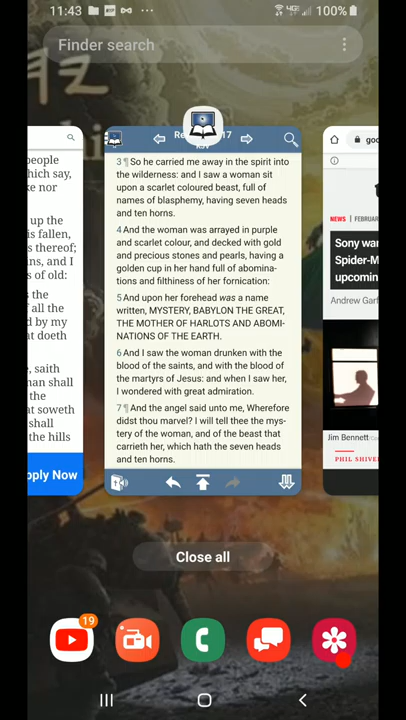 11:43
100%
Finder search
people
hich say,
ke nor
up the
is fallen,
s thereof;
ns, and I
s of old:
s the
f all the
d by my
t doeth
e, saith
man shall
the
t soweth
shall
the hills
pply Now
Re 17
KJV
3 ¶ So he carried me away in the spirit into
the wilderness: and I saw a woman sit
upon a scarlet coloured beast, full of
names of blasphemy, having seven heads
and ten horns.
4 And the woman was arrayed in purple
and scarlet colour, and decked with gold
and precious stones and pearls, having a
golden cup in her hand full of abomina-
tions and filthiness of her fornication:
5 And upon her forehead was a name
written, MYSTERY, BABYLON THE GREAT,
THE MOTHER OF HARLOTS AND ABOMI-
NATIONS OF THE EARTH.
6 And I saw the woman drunken with the
blood of the saints, and with the blood of
the martyrs of Jesus: and when I saw her,
I wondered with great admiration.
7 ¶ And the angel said unto me, Wherefore
didst thou marvel? I will tell thee the mys-
tery of the woman, and of the beast that
carrieth her, which hath the seven heads
and ten horns.
goo
NEWS | FEBRUAR
Sony wan
Spider-M
upcomin
Andrew Garf
Jim Bennett
PHIL SHIVE
Close all
19